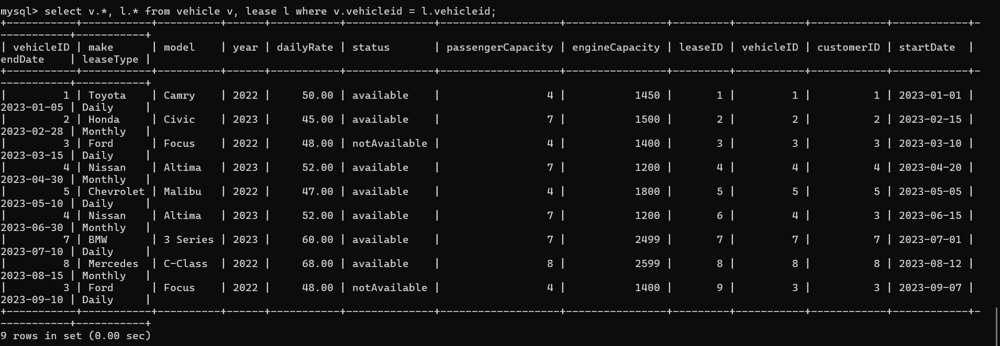 mysql> select v.*, l.* from vehicle v, lease l where v.vehicleid = l.vehicleid;
+-----------+-----------+----------+------+-----------+--------------+-------------------+----------------+---------+-----------+------------+------------+-
-----------+-----------+
| vehicleID | make      | model    | year | dailyRate | status       | passengerCapacity | engineCapacity | leaseID | vehicleID | customerID | startDate  |
endDate    | leaseType |
+-----------+-----------+----------+------+-----------+--------------+-------------------+----------------+---------+-----------+------------+------------+-
-----------+-----------+
|         1 | Toyota    | Camry    | 2022 |     50.00 | available    |                 4 |           1450 |       1 |         1 |          1 | 2023-01-01 |
2023-01-05 | Daily     |
|         2 | Honda     | Civic    | 2023 |     45.00 | available    |                 7 |           1500 |       2 |         2 |          2 | 2023-02-15 |
2023-02-28 | Monthly   |
|         3 | Ford      | Focus    | 2022 |     48.00 | notAvailable |                 4 |           1400 |       3 |         3 |          3 | 2023-03-10 |
2023-03-15 | Daily     |
|         4 | Nissan    | Altima   | 2023 |     52.00 | available    |                 7 |           1200 |       4 |         4 |          4 | 2023-04-20 |
2023-04-30 | Monthly   |
|         5 | Chevrolet | Malibu   | 2022 |     47.00 | available    |                 4 |           1800 |       5 |         5 |          5 | 2023-05-05 |
2023-05-10 | Daily     |
|         4 | Nissan    | Altima   | 2023 |     52.00 | available    |                 7 |           1200 |       6 |         4 |          3 | 2023-06-15 |
2023-06-30 | Monthly   |
|         7 | BMW       | 3 Series | 2023 |     60.00 | available    |                 7 |           2499 |       7 |         7 |          7 | 2023-07-01 |
2023-07-10 | Daily     |
|         8 | Mercedes  | C-Class  | 2022 |     68.00 | available    |                 8 |           2599 |       8 |         8 |          8 | 2023-08-12 |
2023-08-15 | Monthly   |
|         3 | Ford      | Focus    | 2022 |     48.00 | notAvailable |                 4 |           1400 |       9 |         3 |          3 | 2023-09-07 |
2023-09-10 | Daily     |
+-----------+-----------+----------+------+-----------+--------------+-------------------+----------------+---------+-----------+------------+------------+-
-----------+-----------+
9 rows in set (0.00 sec)